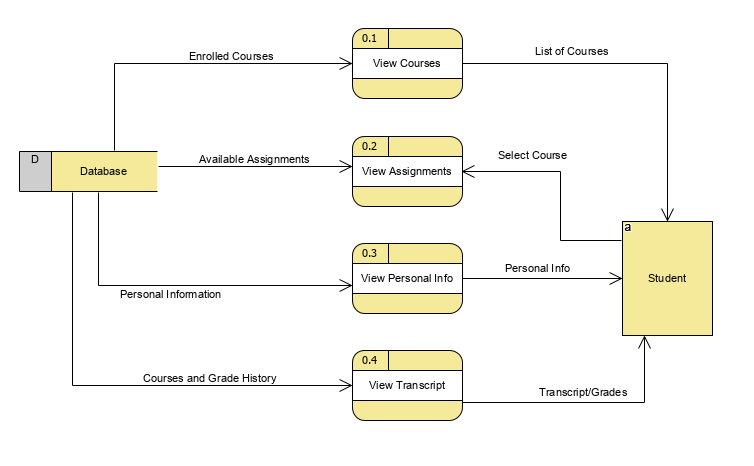 0.1
Enrolled Courses
View Courses
List of Courses
D
Database
0.2
Available Assignments
View Assignments
Select Course
a
Student
0.3
View Personal Info
Personal Info
Personal Information
0.4
Courses and Grade History
View Transcript
Transcript/Grades